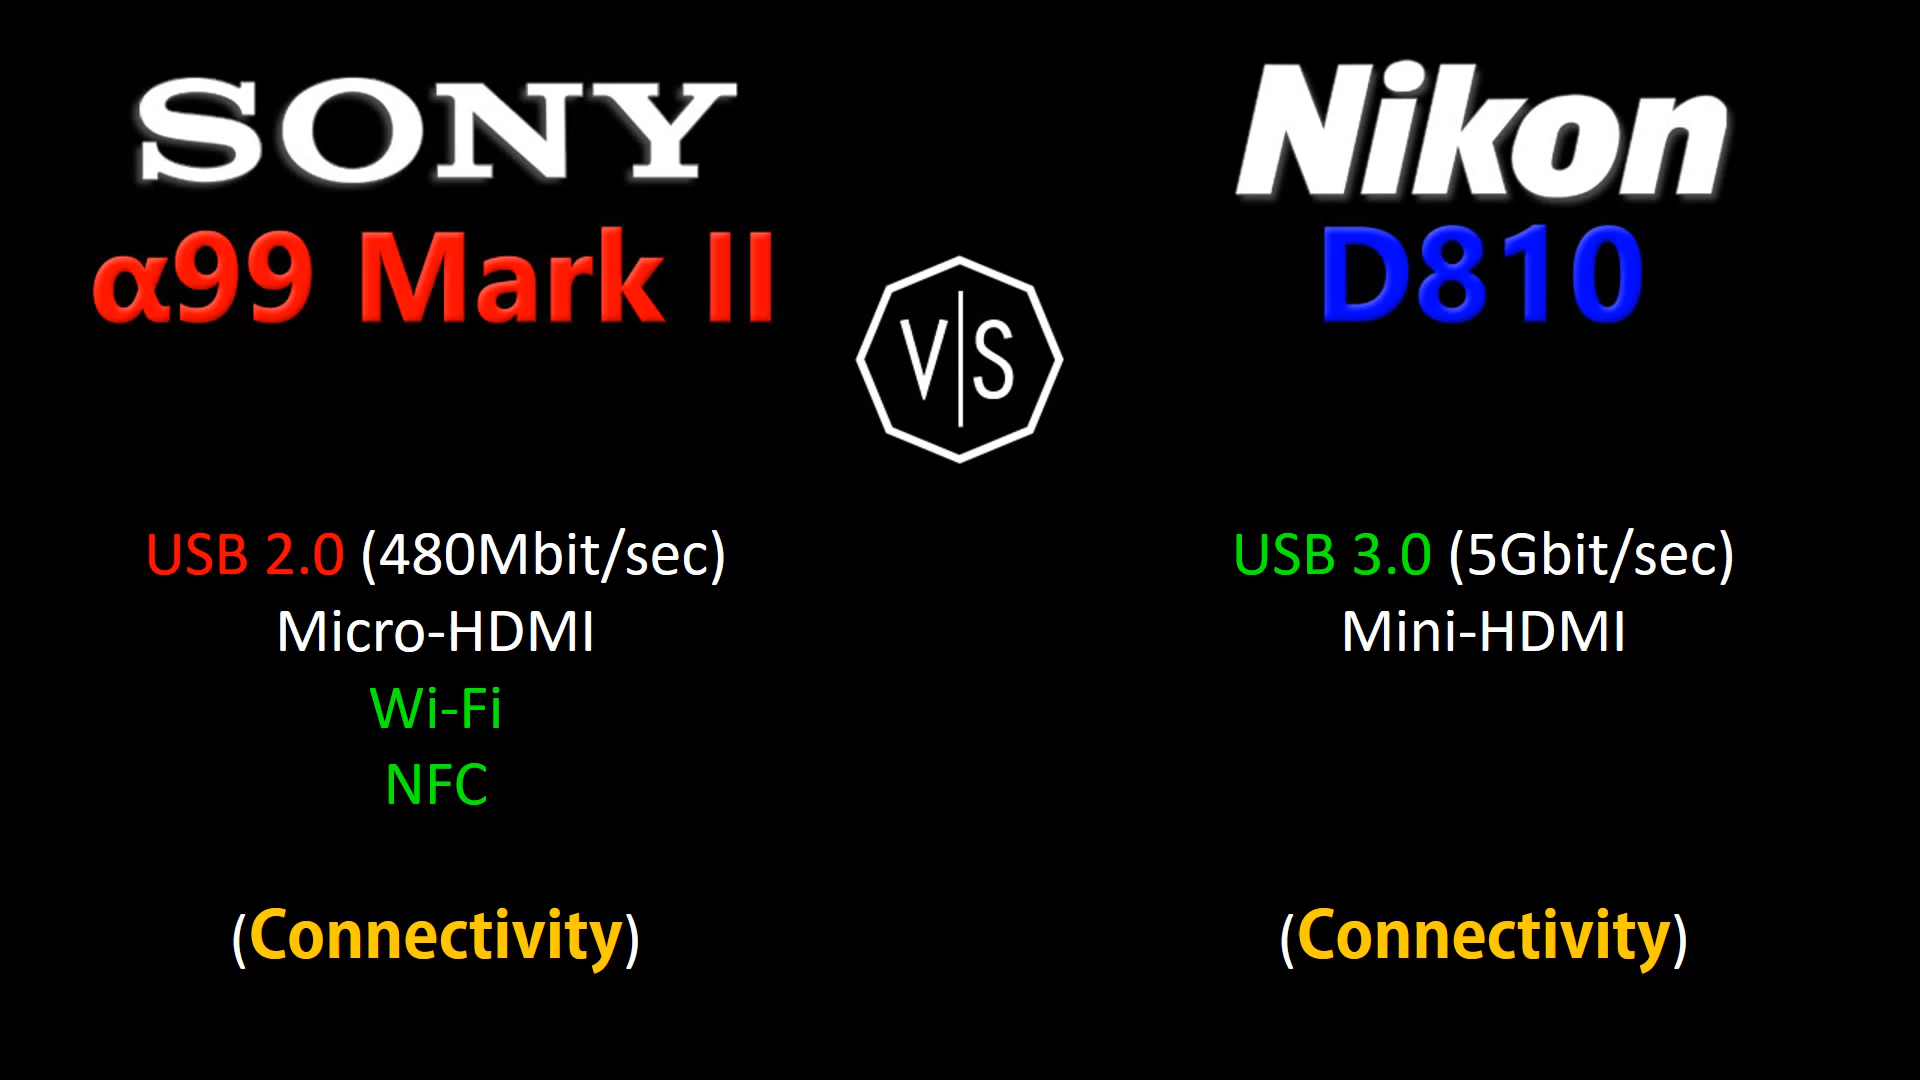 SONY
α99 Mark II
Nikon
D810
V|S
USB 2.0 (480Mbit/sec)
Micro-HDMI
Wi-Fi
NFC
(Connectivity)
USB 3.0 (5Gbit/sec)
Mini-HDMI
(Connectivity)